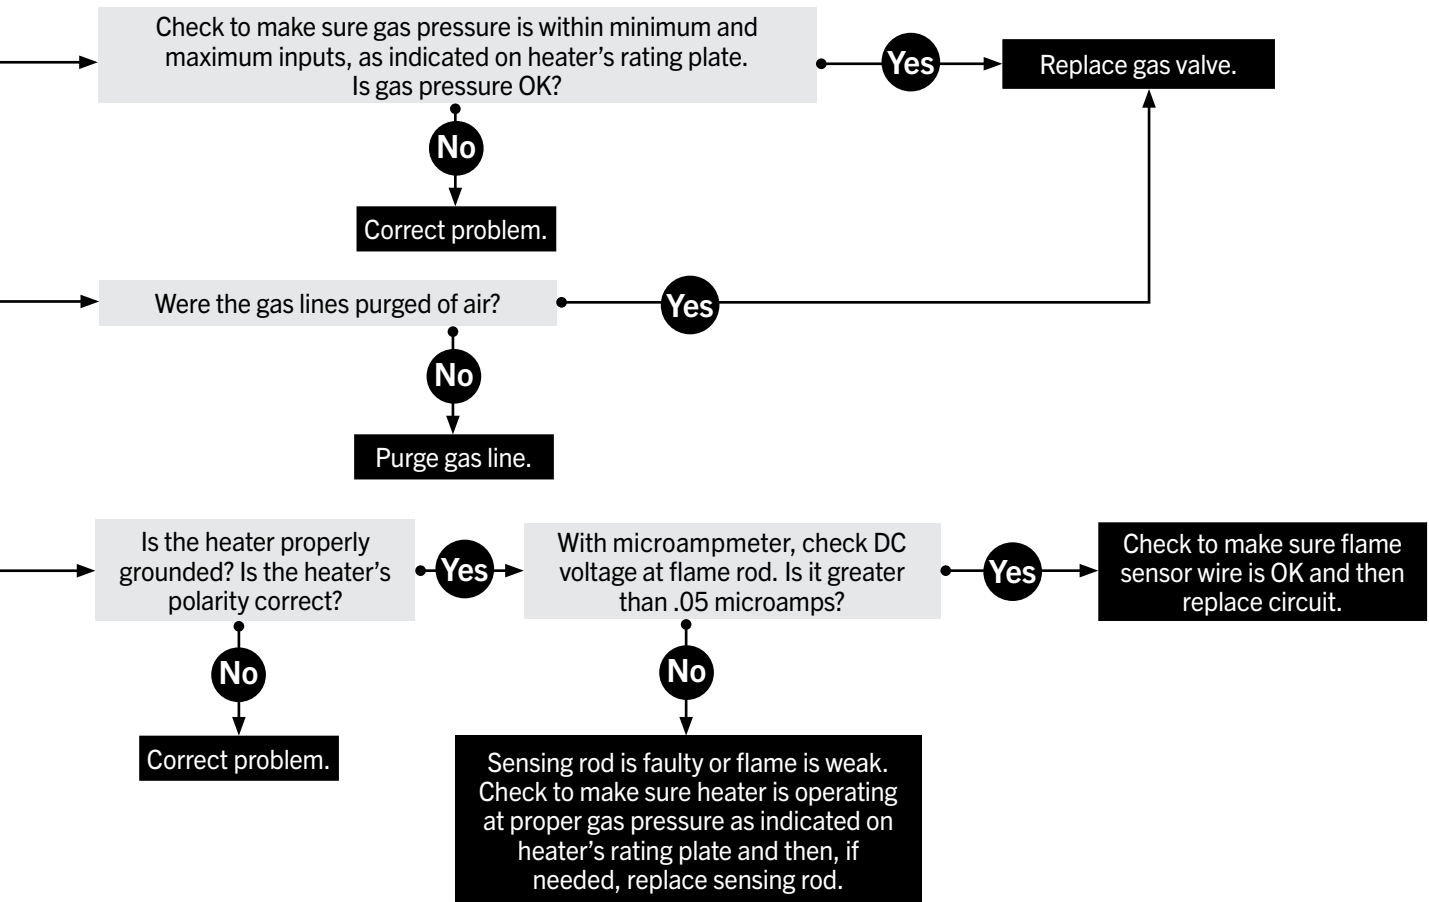 Check to make sure gas pressure is within minimum and
maximum inputs, as indicated on heater’s rating plate.
Is gas pressure OK?
Yes
Replace gas valve.
No
Correct problem.
Were the gas lines purged of air?
Yes
No
Purge gas line.
Is the heater properly
grounded? Is the heater’s
polarity correct?
Yes
With microampmeter, check DC
voltage at flame rod. Is it greater
than .05 microamps?
Yes
Check to make sure flame
sensor wire is OK and then
replace circuit.
No
Correct problem.
No
Sensing rod is faulty or flame is weak.
Check to make sure heater is operating
at proper gas pressure as indicated on
heater’s rating plate and then, if
needed, replace sensing rod.